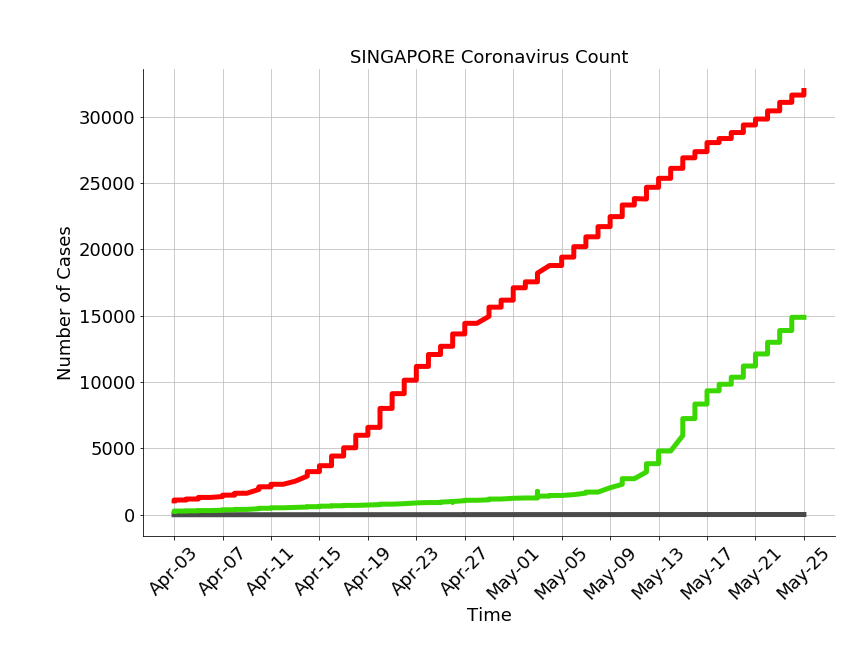 SINGAPORE Coronavirus Count
30000
25000
20000
15000
10000
5000
0
Number of Cases
Apr-03
Apr-07
Apr-11
Apr-15
Apr-19
Apr-23
Apr-27
May-01
May-05
May-09
May-13
May-17
May-21
May-25
Time